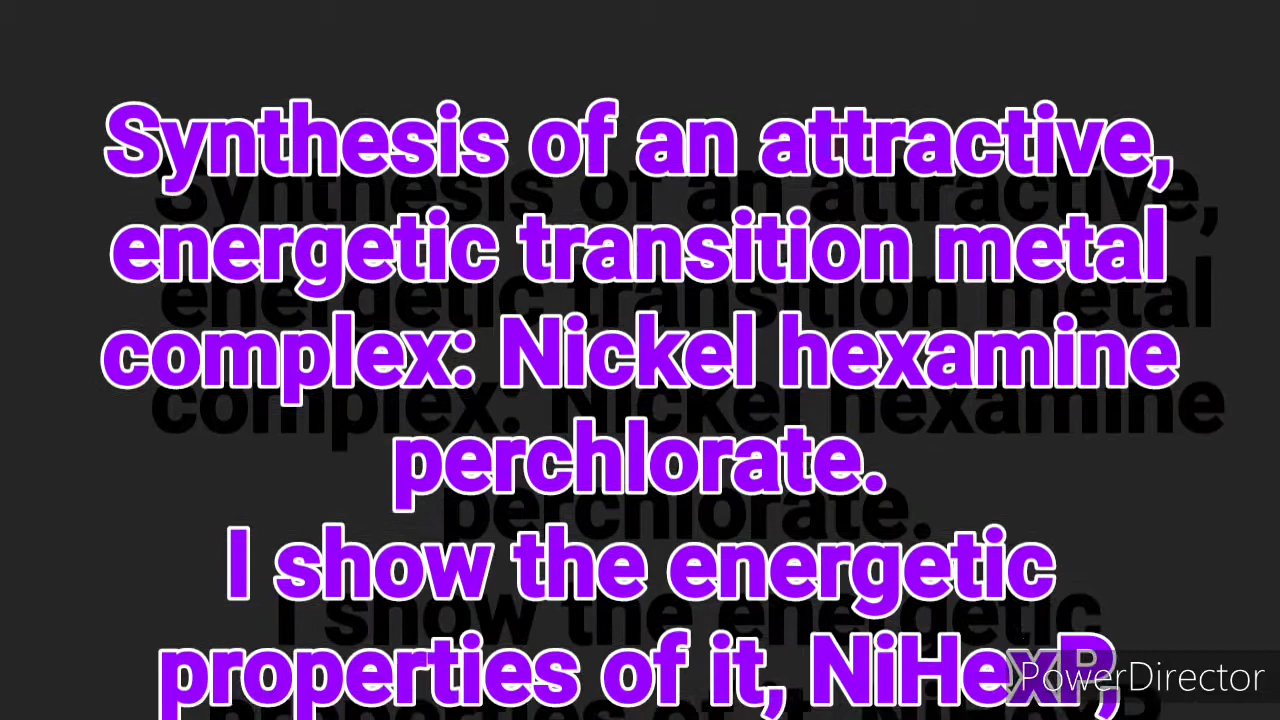 Synthesis of an attractive,
energetic transition metal
complex: Nickel hexamine
perchlorate.
I show the energetic
properties of it, NiHexP,
PowerDirector